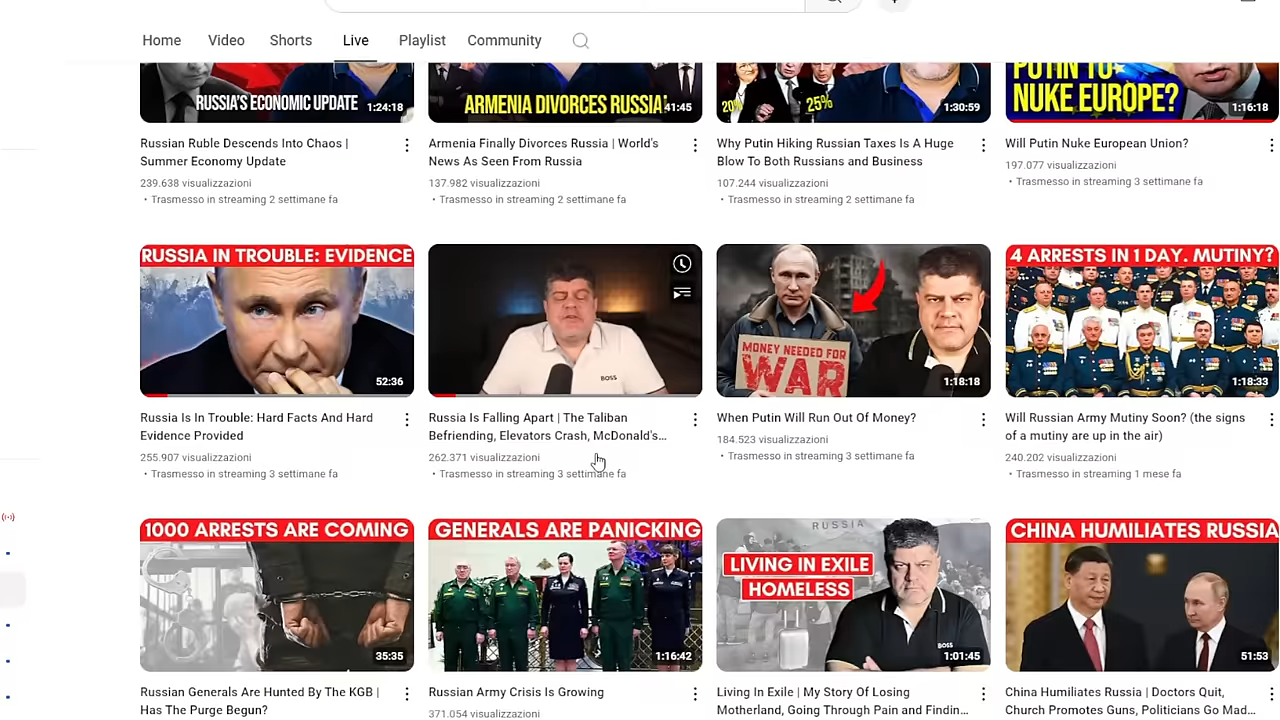 Home Video Shorts Live Playlist Community
RUSSIA'S ECONOMIC UPDATE 1:24:18
ARMENIA DIVORCES RUSSIA: 41:45
20% 25% 1:30:59
PUTIN TO
NUKE EUROPE? 1:16:18
Russian Ruble Descends Into Chaos |
Summer Economy Update
239.638 visualizzazioni
• Trasmesso in streaming 2 settimane fa
Armenia Finally Divorces Russia | World's
News As Seen From Russia
137.982 visualizzazioni
• Trasmesso in streaming 2 settimane fa
Why Putin Hiking Russian Taxes Is A Huge
Blow To Both Russians and Business
107.244 visualizzazioni
• Trasmesso in streaming 2 settimane fa
Will Putin Nuke European Union?
197.077 visualizzazioni
• Trasmesso in streaming 3 settimane fa
RUSSIA IN TROUBLE: EVIDENCE
52:36
BOSS
MONEY NEEDED FOR
WAR
1:18:18
4 ARRESTS IN 1 DAY. MUTINY?
1:18:33
Russia Is In Trouble: Hard Facts And Hard
Evidence Provided
255.907 visualizzazioni
• Trasmesso in streaming 3 settimane fa
Russia Is Falling Apart | The Taliban
Befriending, Elevators Crash, McDonald's...
262.371 visualizzazioni
• Trasmesso in streaming 3 settimane fa
When Putin Will Run Out Of Money?
184.523 visualizzazioni
• Trasmesso in streaming 3 settimane fa
Will Russian Army Mutiny Soon? (the signs
of a mutiny are up in the air)
240.202 visualizzazioni
• Trasmesso in streaming 1 mese fa
1000 ARRESTS ARE COMING
35:35
GENERALS ARE PANICKING
1:16:42
RUSSIA
LIVING IN EXILE
HOMELESS
BOSS
1:01:45
CHINA HUMILIATES RUSSIA
51:53
Russian Generals Are Hunted By The KGB |
Has The Purge Begun?
Russian Army Crisis Is Growing
371.054 visualizzazioni
Living In Exile | My Story Of Losing
Motherland, Going Through Pain and Findin...
China Humiliates Russia | Doctors Quit,
Church Promotes Guns, Politicians Go Mad...